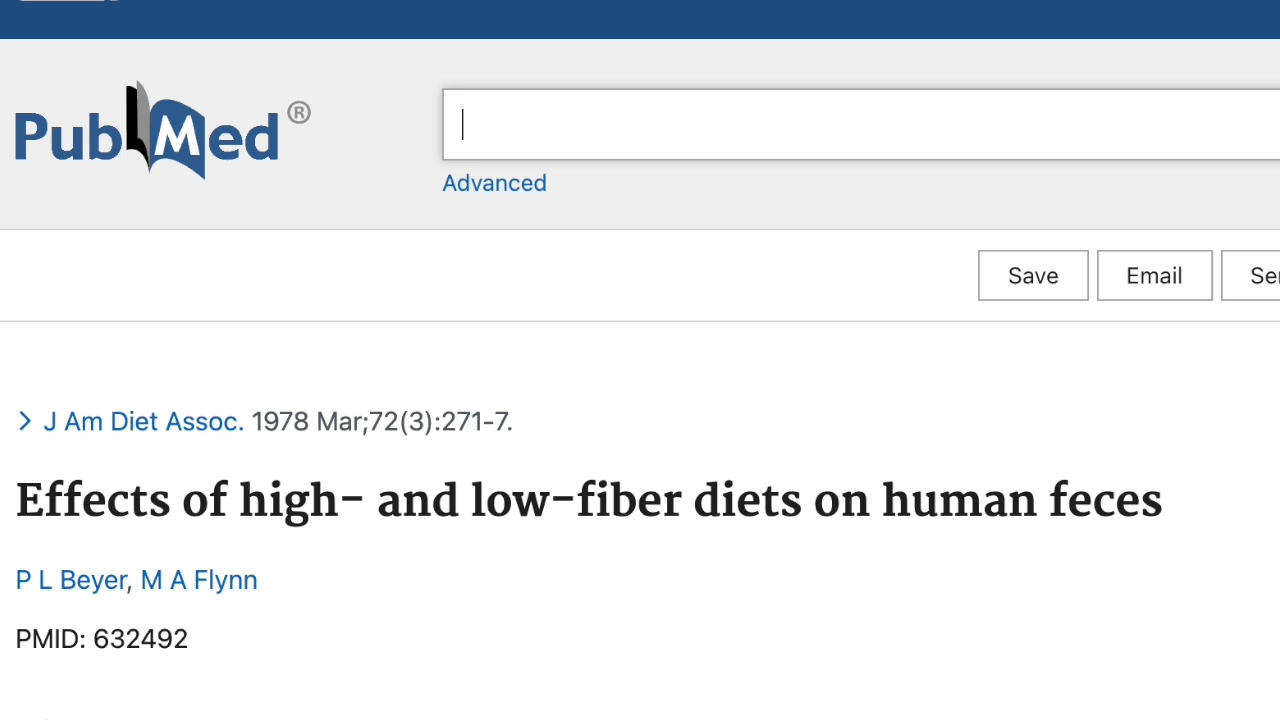 PubMed®
Advanced
Save Email
J Am Diet Assoc. 1978 Mar;72(3):271-7.
Effects of high- and low-fiber diets on human feces
P L Beyer, M A Flynn
PMID: 632492